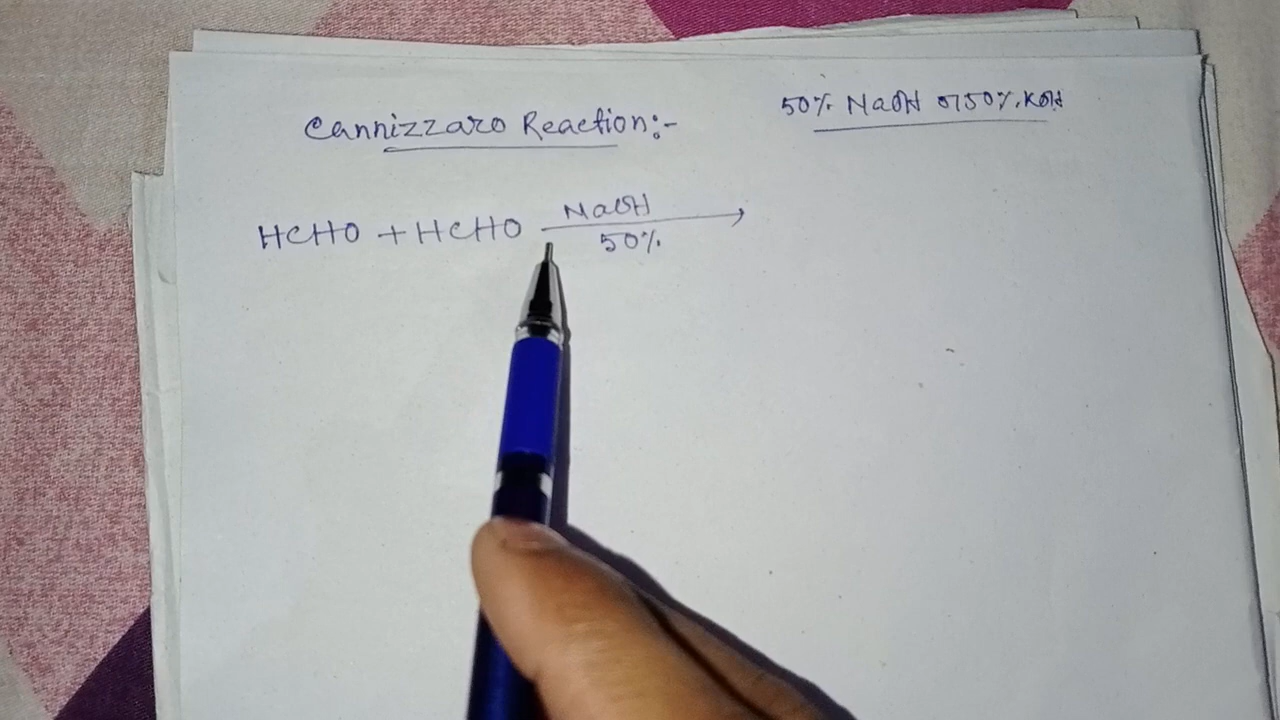 Cannizzaro Reaction:-
50% NaOH or 50% KOH
HCHO + HCHO
NaOH
50%